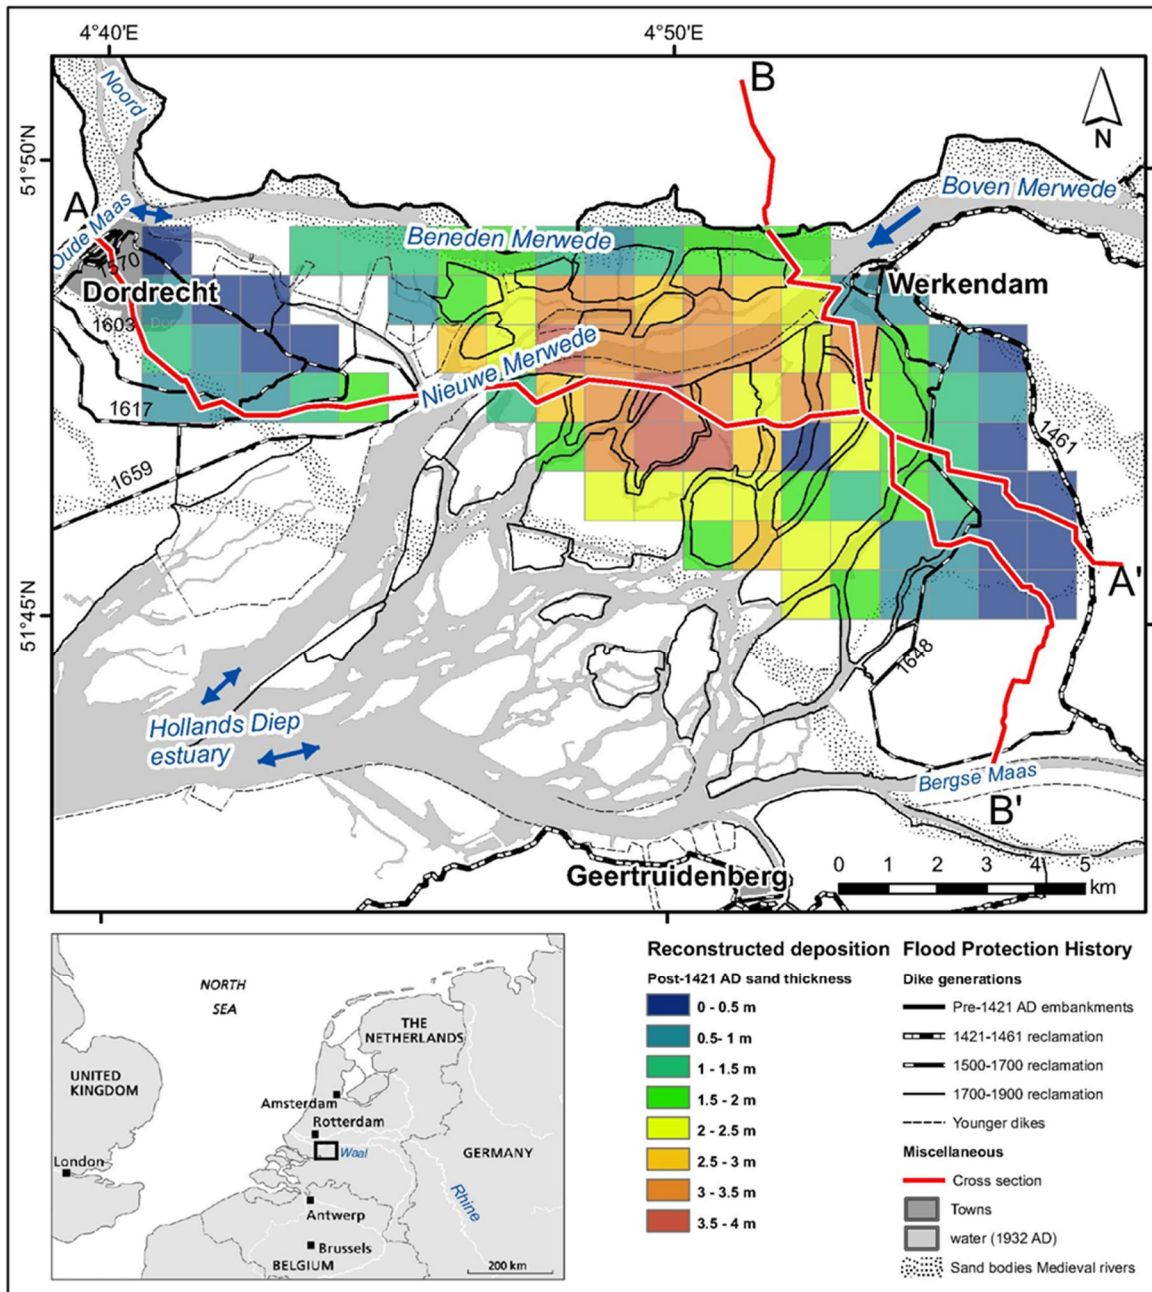 4°40'E
4°50'E
B
Noord
N
51°50'N
Boven Merwede
A
Oude Maas
Beneden Merwede
1570
Werkendam
Dordrecht
1603
Nieuwe Merwede
1617
1461
1659
A'
51°45'N
1648
Hollands Diep
estuary
Bergse Maas
B'
Geertruidenberg
0 1 2 3 4 5
km
NORTH
SEA
THE
NETHERLANDS
UNITED
KINGDOM
Amsterdam
Rotterdam
Waal
GERMANY
London
Rhine
Antwerp
Brussels
BELGIUM
200 km
Reconstructed deposition
Post-1421 AD sand thickness
0 - 0.5 m
0.5- 1 m
1 - 1.5 m
1.5 - 2 m
2 - 2.5 m
2.5 - 3 m
3 - 3.5 m
3.5 - 4 m
Flood Protection History
Dike generations
Pre-1421 AD embankments
1421-1461 reclamation
1500-1700 reclamation
1700-1900 reclamation
Younger dikes
Miscellaneous
Cross section
Towns
water (1932 AD)
Sand bodies Medieval rivers